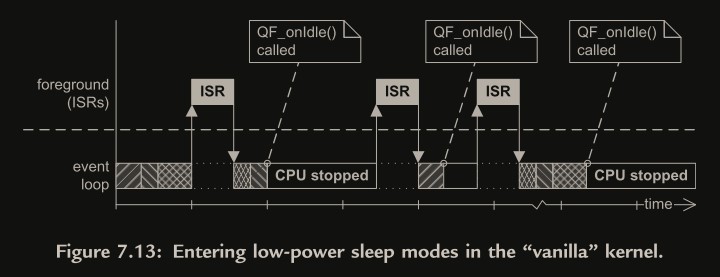 QF_onIdle()
called
QF_onIdle()
called
QF_onIdle()
called
foreground
(ISRs)
ISR
ISR
ISR
event
loop
CPU stopped
CPU stopped
time
Figure 7.13: Entering low-power sleep modes in the “vanilla” kernel.